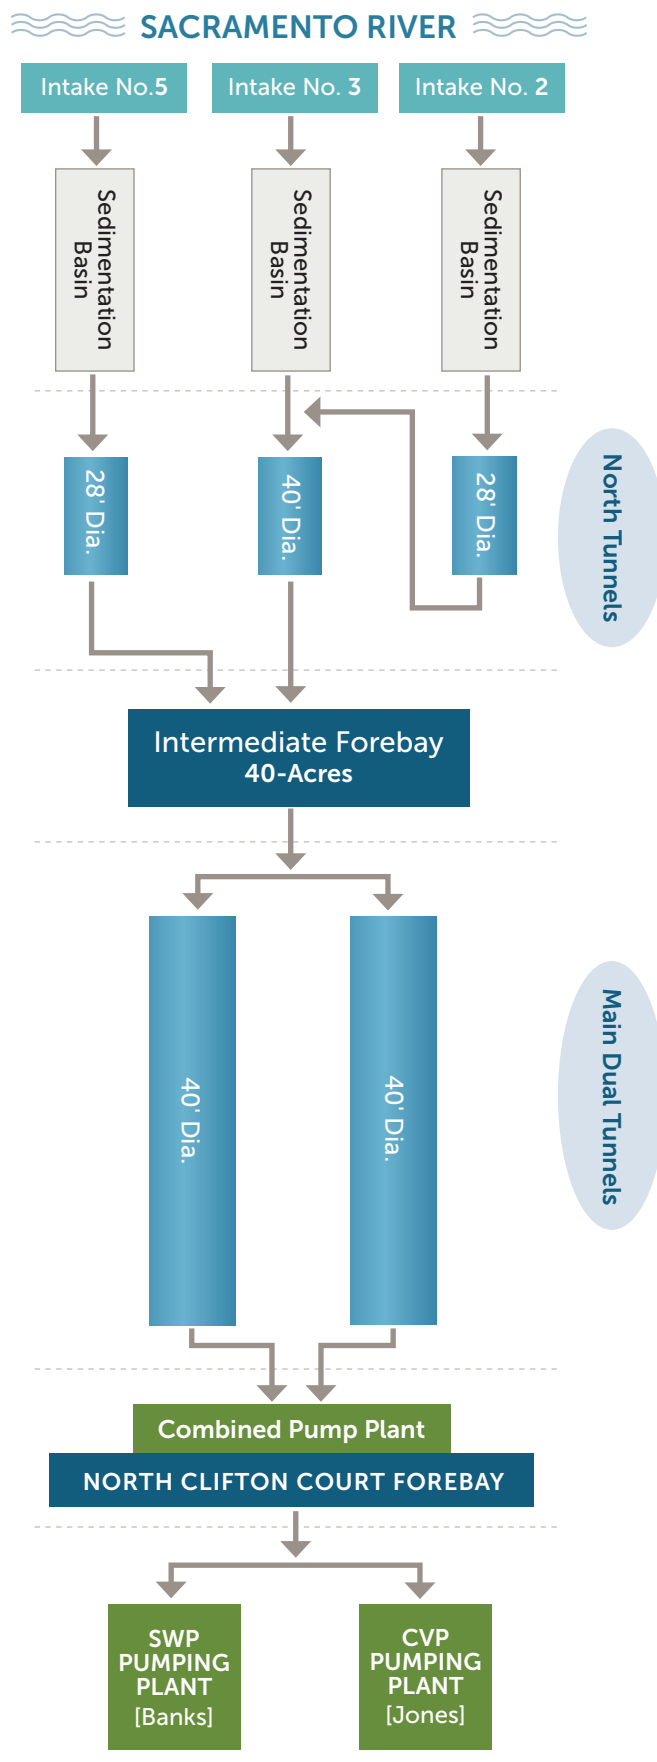 SACRAMENTO RIVER
Intake No.5
Intake No. 3
Intake No. 2
Sedimentation
Basin
Sedimentation
Basin
Sedimentation
Basin
28' Dia.
40' Dia.
28' Dia.
North Tunnels
Intermediate Forebay
40-Acres
40' Dia.
40' Dia.
Main Dual Tunnels
Combined Pump Plant
NORTH CLIFTON COURT FOREBAY
SWP
PUMPING
PLANT
[Banks]
CVP
PUMPING
PLANT
[Jones]